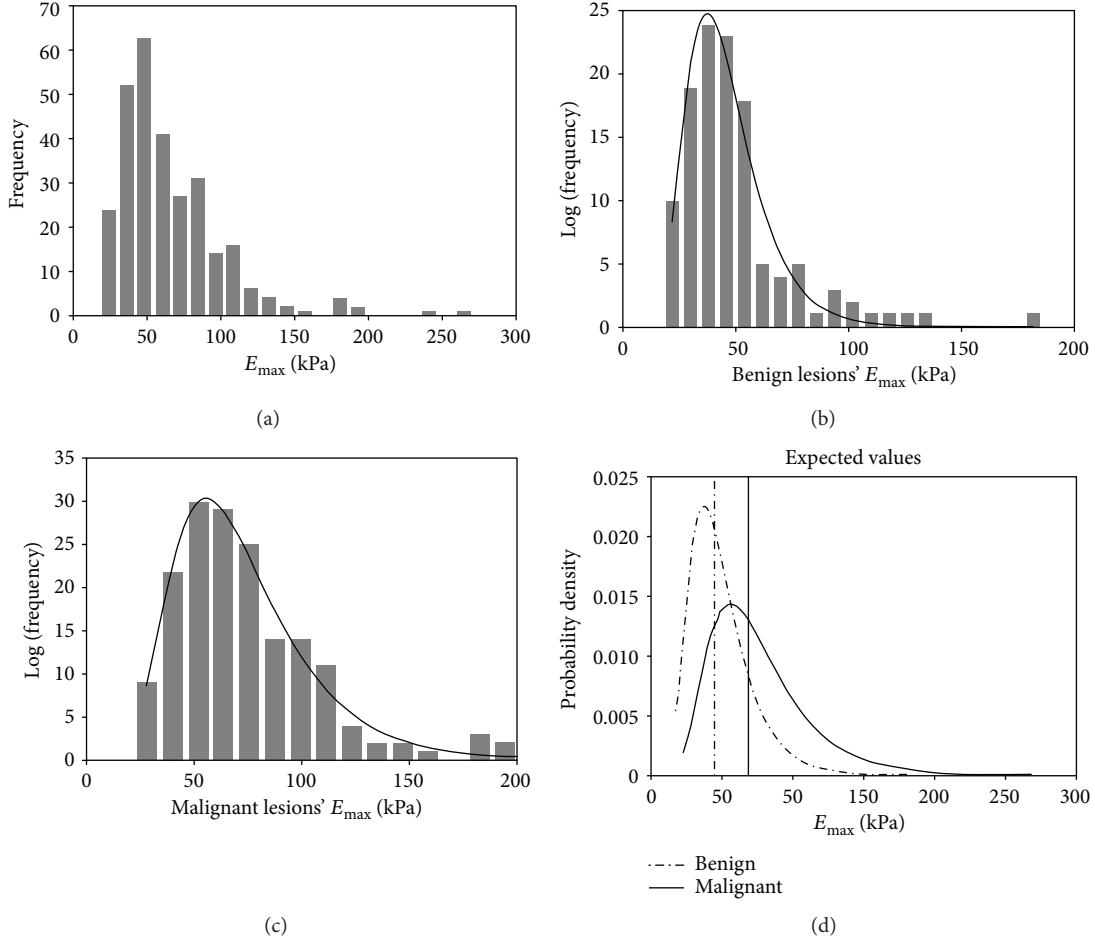 70
60
50
40
30
20
10
0
Frequency
0 50 100 150 200 250 300
E_max (kPa)
(a)
25
20
15
10
5
0
Log (frequency)
0 50 100 150 200
Benign lesions' E_max (kPa)
(b)
35
30
25
20
15
10
5
0
Log (frequency)
0 50 100 150 200
Malignant lesions' E_max (kPa)
(c)
Expected values
0.025
0.020
0.015
0.010
0.005
0
Probability density
0 50 50 150 200 300
E_max (kPa)
Benign
Malignant
(d)